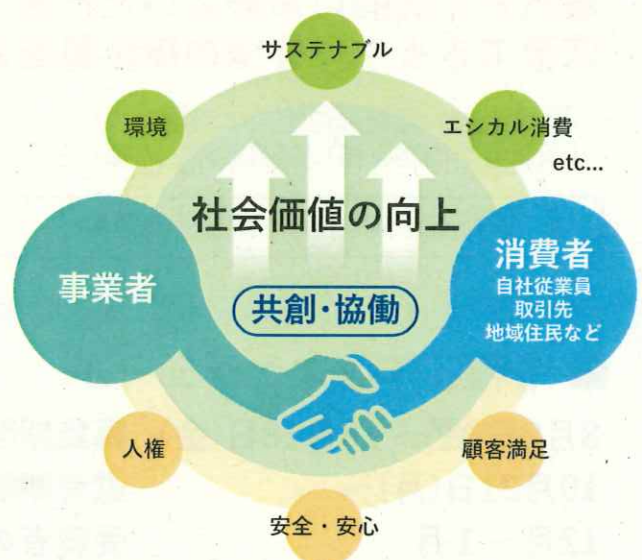 サステナブル
環境
エシカル消費
etc...
社会価値の向上
事業者
消費者
自社従業員
取引先
地域住民など
共創・協働
人権
顧客満足
安全・安心